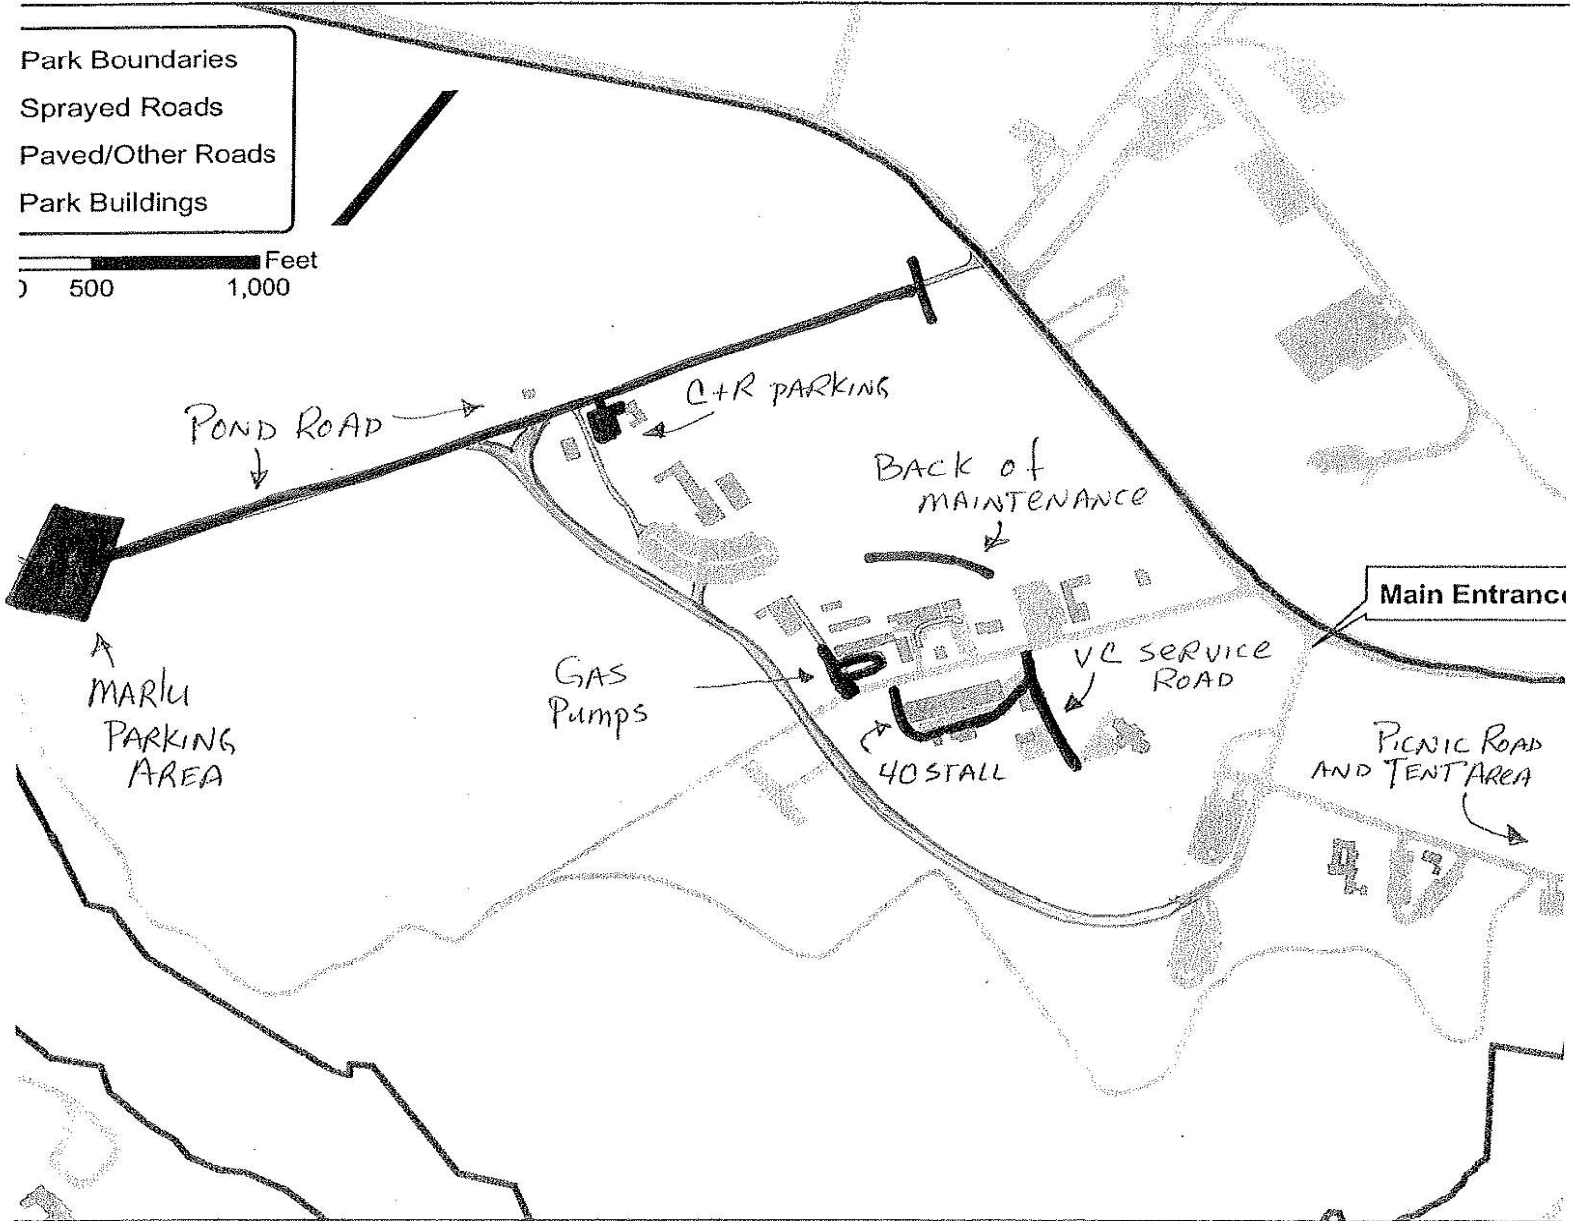 Park Boundaries
Sprayed Roads
Paved/Other Roads
Park Buildings
Feet
500 1,000
POND ROAD
C+R PARKING
BACK of
MAINTENANCE
Main Entrance
GAS
Pumps
VC SERVICE
ROAD
MARlU
PARKING
AREA
40 STALL
PICNIC ROAD
AND TENT AREA